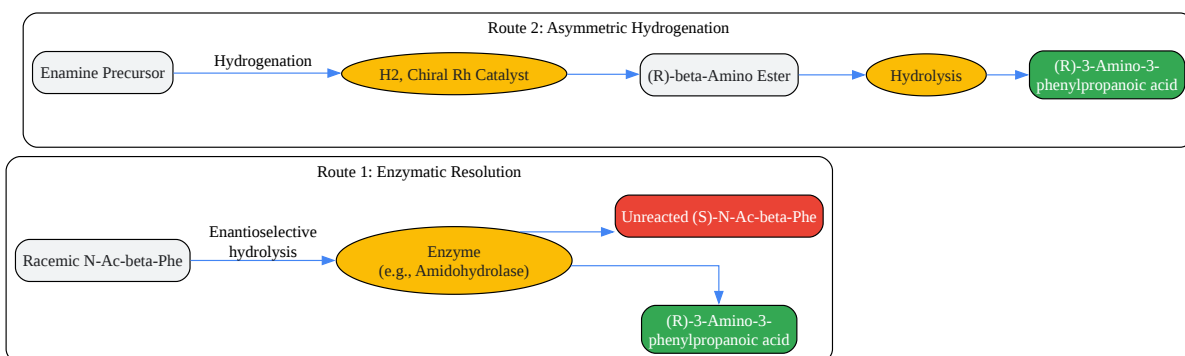 Route 2: Asymmetric Hydrogenation
Enamine Precursor
Hydrogenation
H2, Chiral Rh Catalyst
(R)-beta-Amino Ester
Hydrolysis
(R)-3-Amino-3-
phenylpropanoic acid
Route 1: Enzymatic Resolution
Racemic N-Ac-beta-Phe
Enantioselective
hydrolysis
Enzyme
(e.g., Amidohydrolase)
Unreacted (S)-N-Ac-beta-Phe
(R)-3-Amino-3-
phenylpropanoic acid